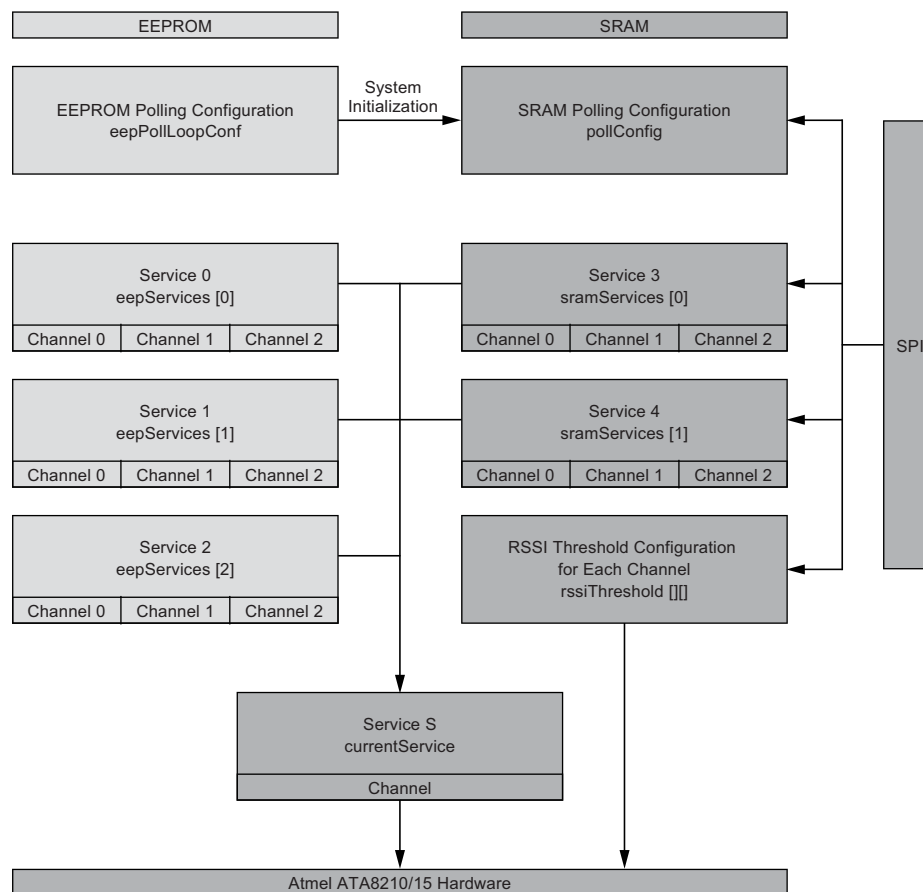 EEPROM
SRAM
EEPROM Polling Configuration
eepPollLoopConf
System
Initialization
SRAM Polling Configuration
pollConfig
Service 0
eepServices [0]
Channel 0 Channel 1 Channel 2
Service 3
sramServices [0]
Channel 0 Channel 1 Channel 2
SPI
Service 1
eepServices [1]
Channel 0 Channel 1 Channel 2
Service 4
sramServices [1]
Channel 0 Channel 1 Channel 2
Service 2
eepServices [2]
Channel 0 Channel 1 Channel 2
RSSI Threshold Configuration
for Each Channel
rssiThreshold [][]
Service S
currentService
Channel
Atmel ATA8210/15 Hardware